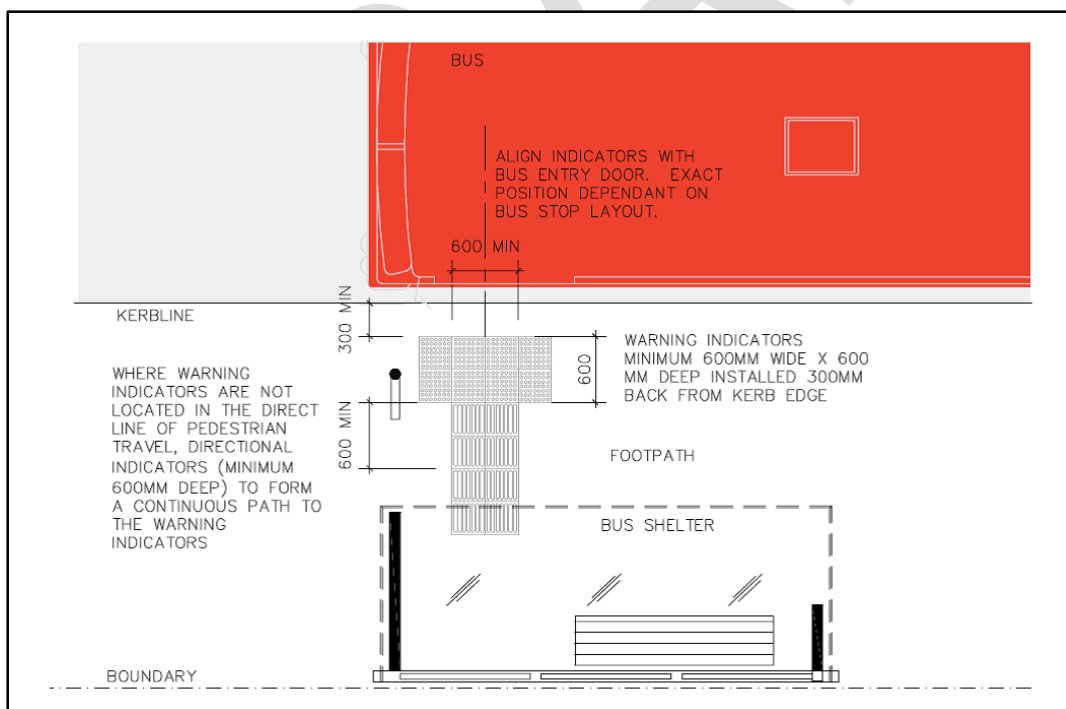 BUS
ALIGN INDICATORS WITH
BUS ENTRY DOOR.  EXACT
POSITION DEPENDANT ON
BUS STOP LAYOUT.
600 MIN
KERBLINE
300 MIN
WARNING INDICATORS
MINIMUM 600MM WIDE X 600
MM DEEP INSTALLED 300MM
BACK FROM KERB EDGE
600
WHERE WARNING
INDICATORS ARE NOT
LOCATED IN THE DIRECT
LINE OF PEDESTRIAN
TRAVEL, DIRECTIONAL
INDICATORS (MINIMUM
600MM DEEP) TO FORM
A CONTINUOUS PATH TO
THE WARNING
INDICATORS
600 MIN
FOOTPATH
BUS SHELTER
BOUNDARY